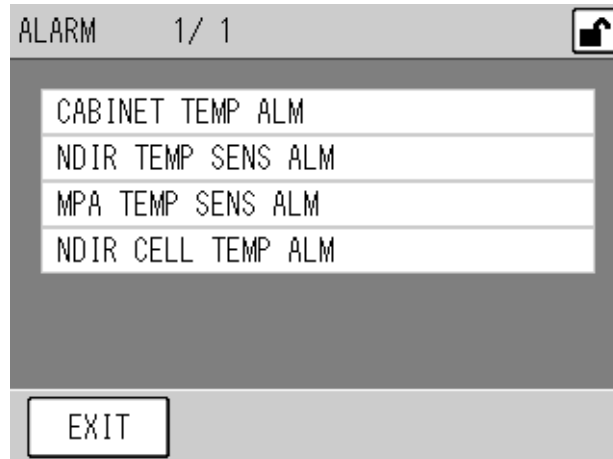 ALARM 1/ 1
CABINET TEMP ALM
NDIR TEMP SENS ALM
MPA TEMP SENS ALM
NDIR CELL TEMP ALM
EXIT